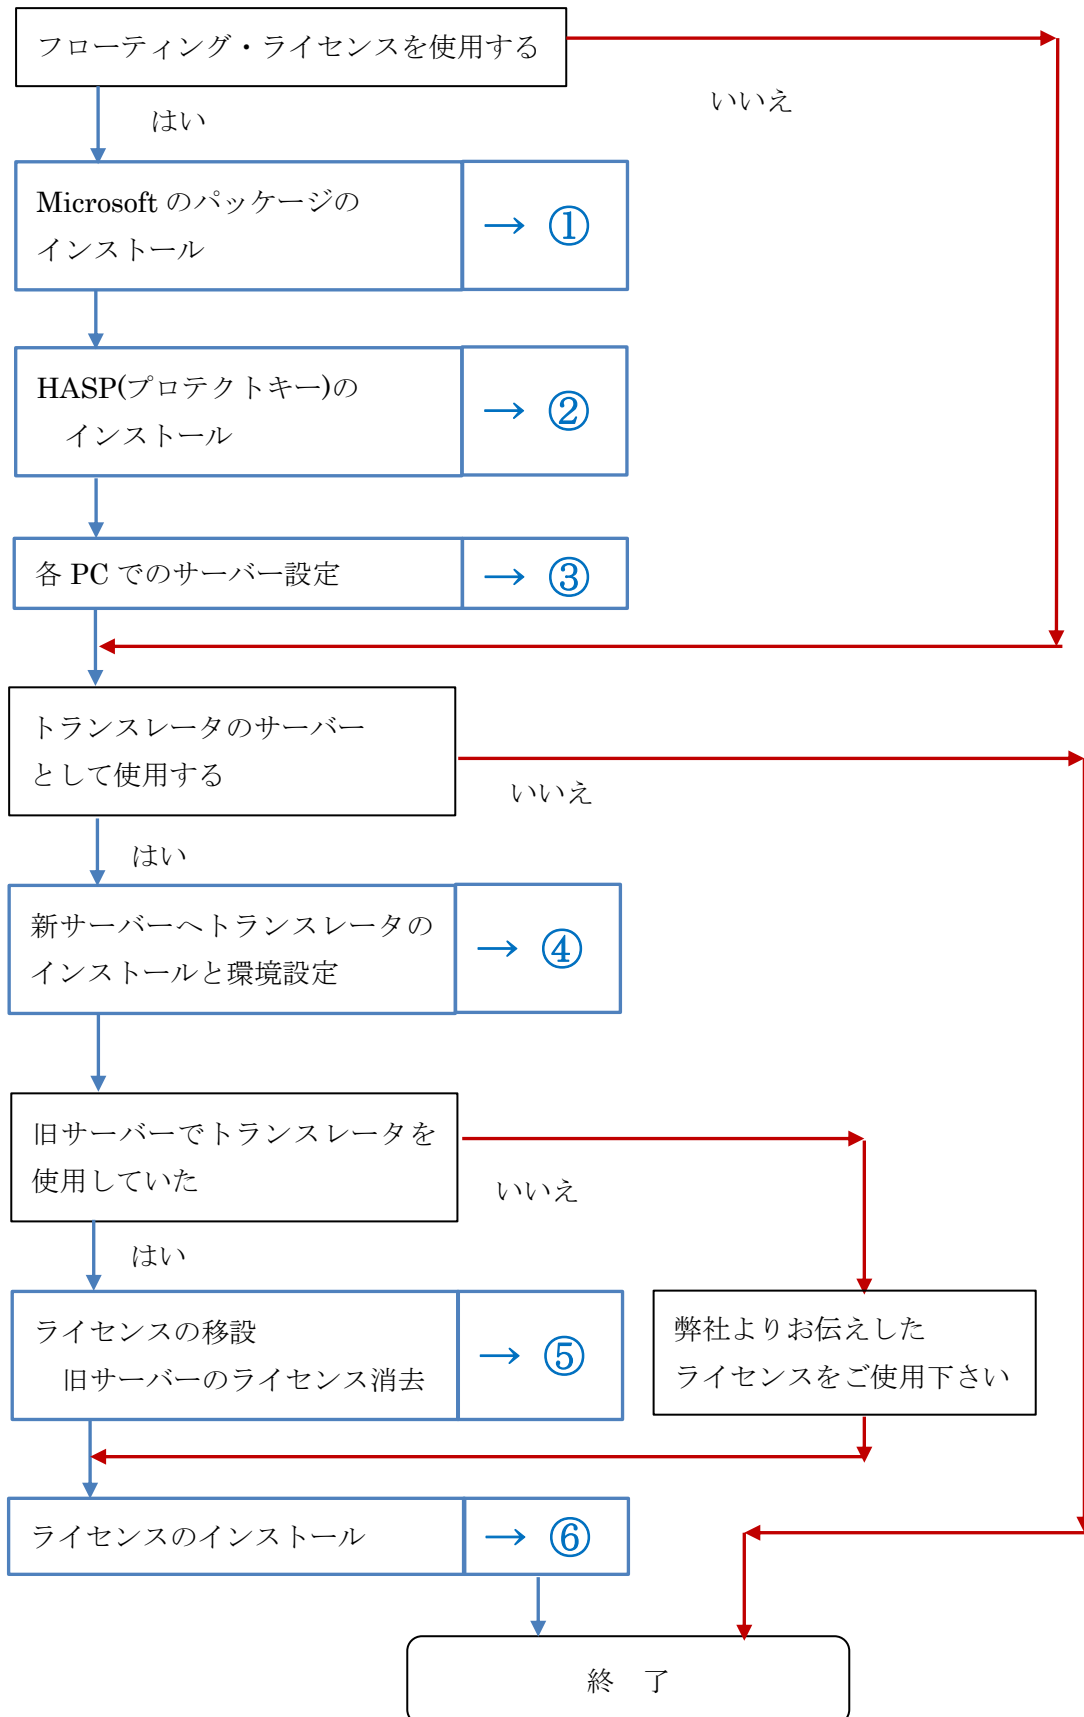 フローティング・ライセンスを使用する
いいえ
はい
Microsoft のパッケージの
インストール
→ ①
HASP(プロテクトキー)の
インストール
→ ②
各 PC でのサーバー設定
→ ③
トランスレータのサーバー
として使用する
いいえ
はい
新サーバーへトランスレータの
インストールと環境設定
→ ④
旧サーバーでトランスレータを
使用していた
いいえ
はい
ライセンスの移設
旧サーバーのライセンス消去
→ ⑤
弊社よりお伝えした
ライセンスをご使用下さい
ライセンスのインストール
→ ⑥
終　了